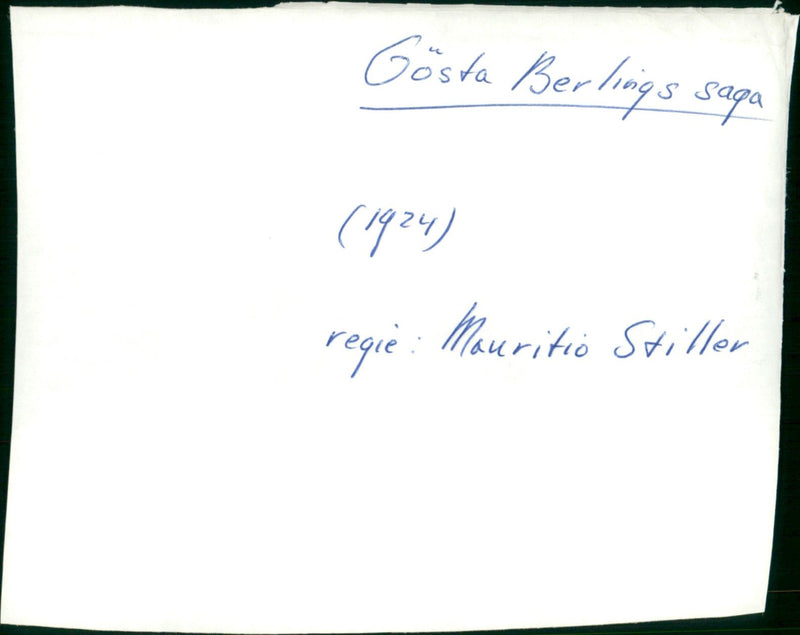 Gösta Berlings saga
(1924)
regie: Mauritio Stiller